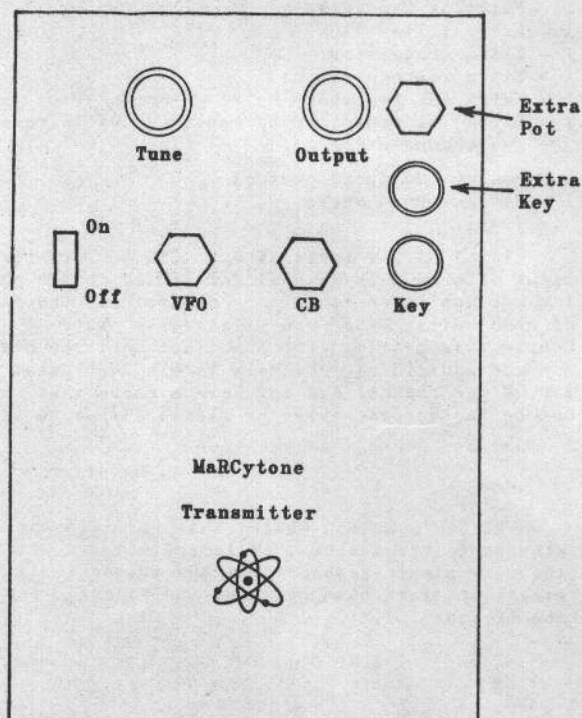 Tune
Output
Extra
Pot
Extra
Key
On
Off
VFO
CB
Key
MaRCytone
Transmitter